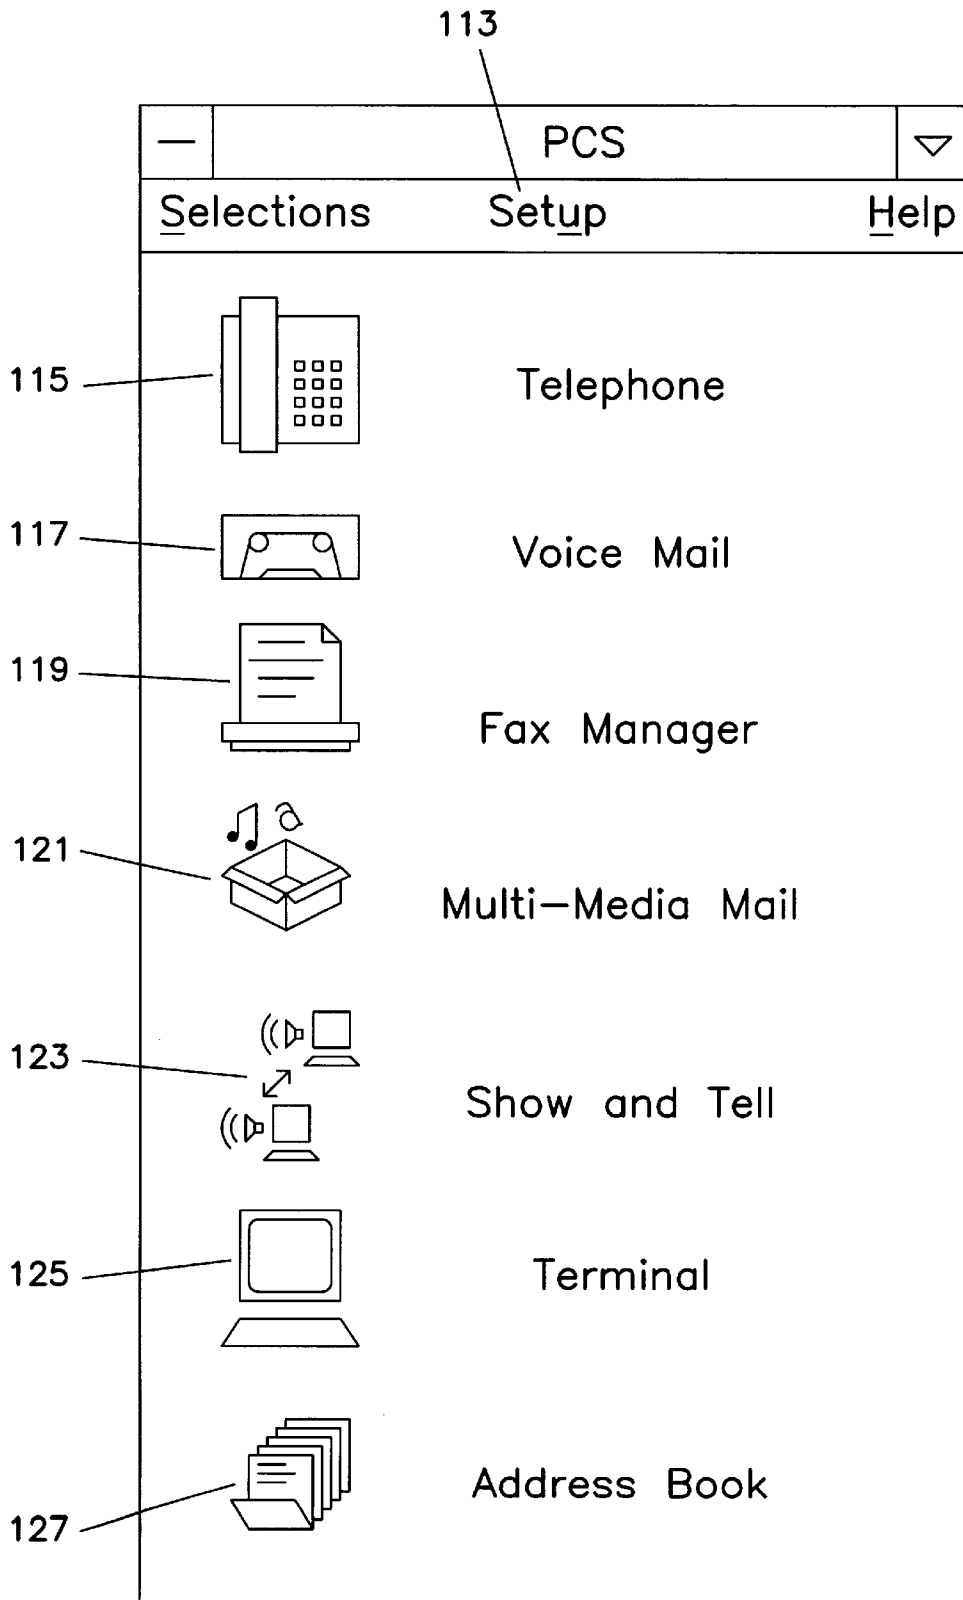 113
PCS
Selections Setup Help
115 Telephone
117 Voice Mail
119 Fax Manager
121 Multi-Media Mail
123 Show and Tell
125 Terminal
127 Address Book